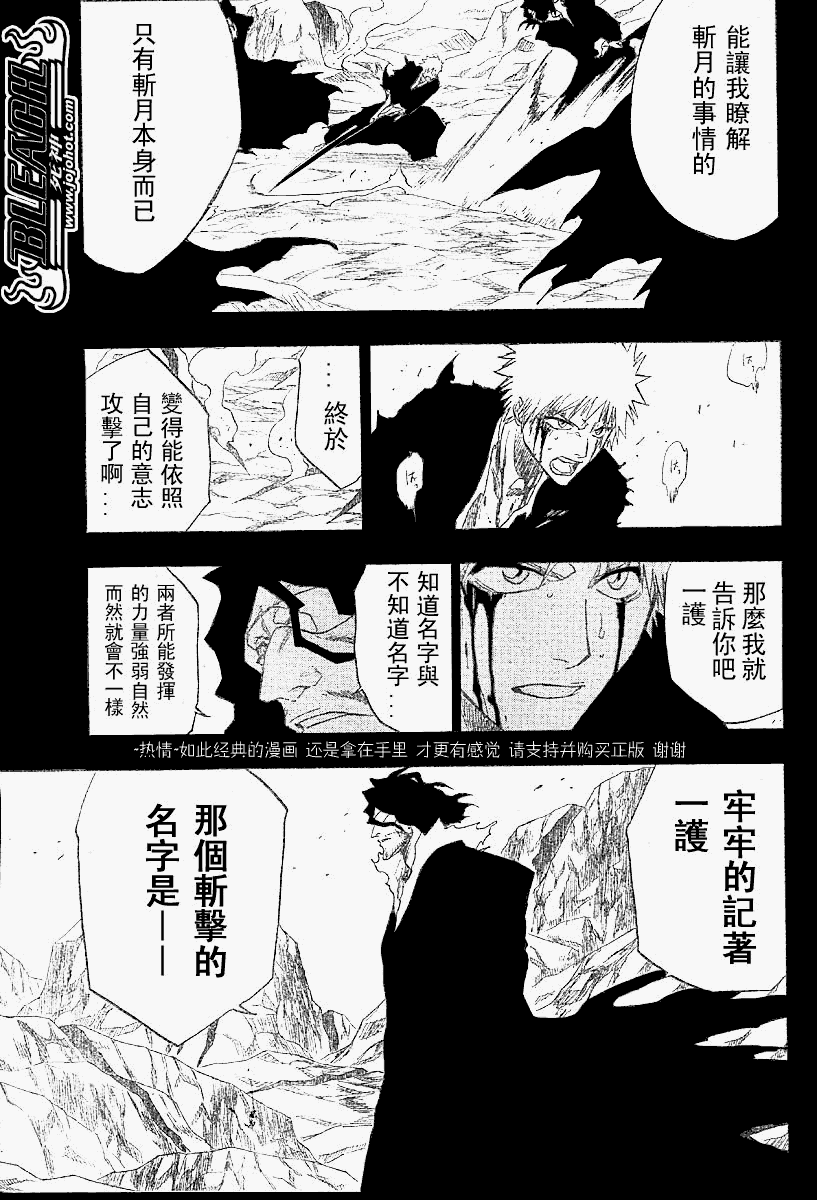 能讓我瞭解
斬月的事情的
只有斬月本身而已
BLEACH
死神
www.jojohot.com
...終於
變得能依照
自己的意志
攻擊了啊...
那麼我就
告訴你吧
一護
知道名字與
不知道名字...
兩者所能發揮
的力量強弱自然
而然就會不一樣
-热情-如此经典的漫画 还是拿在手里 才更有感觉 请支持并购买正版 谢谢
牢牢的記著
一護
那個斬擊的
名字是——